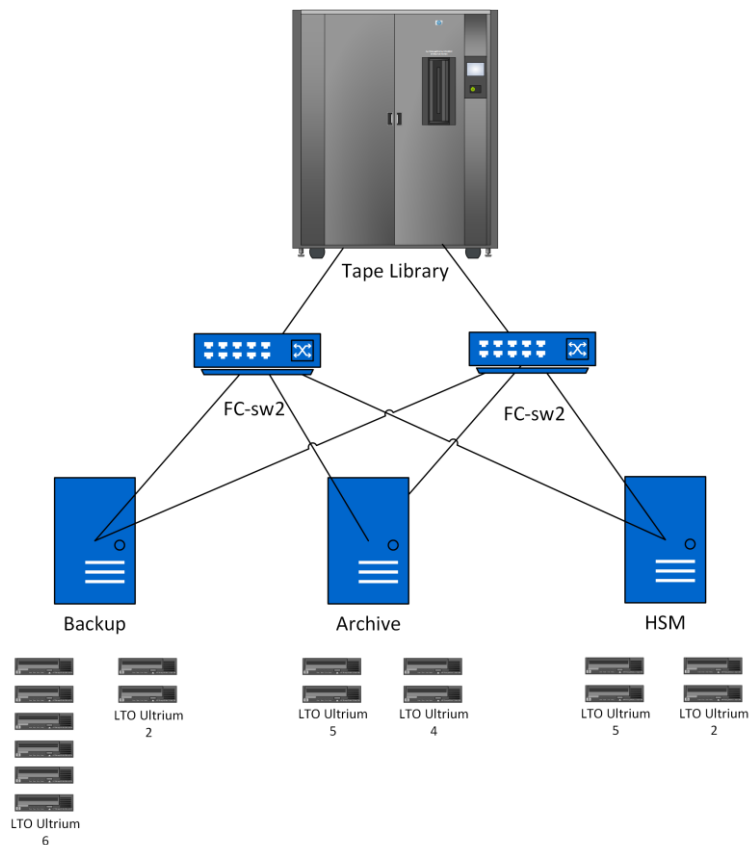 Tape Library
FC-sw2
FC-sw2
Backup
Archive
HSM
LTO Ultrium
2
LTO Ultrium
5
LTO Ultrium
4
LTO Ultrium
5
LTO Ultrium
2
LTO Ultrium
6